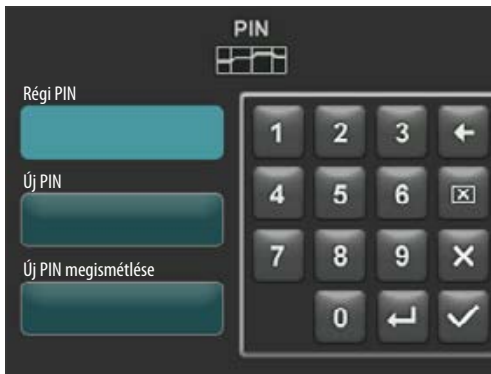 PIN
Régi PIN
Új PIN
Új PIN megismétlése
1 2 3
4 5 6
7 8 9
0